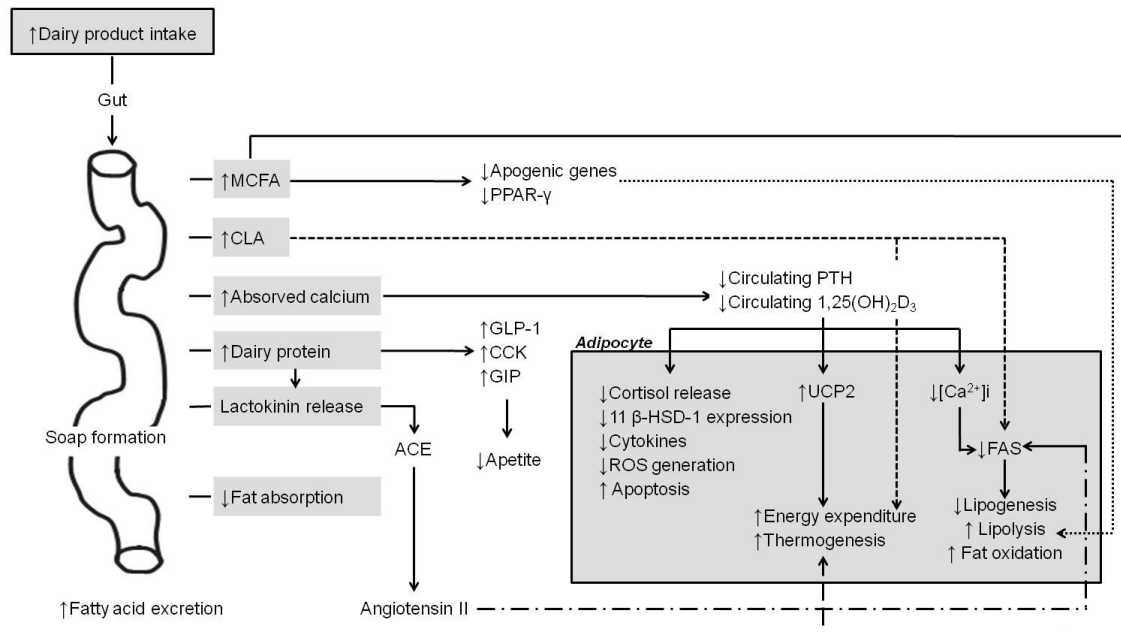 ↑Dairy product intake
Gut
↑MCFA
↓Apogenic genes
↓PPAR-γ
↑CLA
↑Absorved calcium
↓Circulating PTH
↓Circulating 1,25(OH)₂D₃
↑Dairy protein
↑GLP-1
↑CCK
↑GIP
Adipocyte
Lactokinin release
Soap formation
ACE
↓Apetite
↓Cortisol release
↓11 β-HSD-1 expression
↓Cytokines
↓ROS generation
↑ Apoptosis
↑UCP2
↓[Ca²⁺]i
↓FAS
↓Fat absorption
↑Energy expenditure
↑Thermogenesis
↓Lipogenesis
↑ Lipolysis
↑ Fat oxidation
↑Fatty acid excretion
Angiotensin II